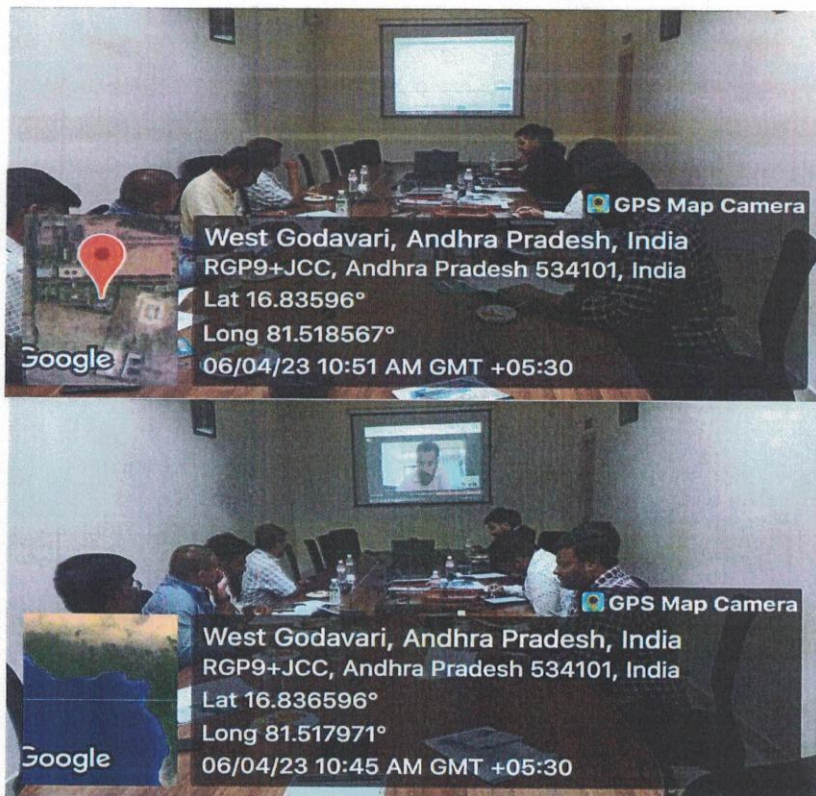 GPS Map Camera
West Godavari, Andhra Pradesh, India
RGP9+JCC, Andhra Pradesh 534101, India
Lat 16.83596°
Long 81.518567°
06/04/23 10:51 AM GMT +05:30
Google
GPS Map Camera
West Godavari, Andhra Pradesh, India
RGP9+JCC, Andhra Pradesh 534101, India
Lat 16.836596°
Long 81.517971°
06/04/23 10:45 AM GMT +05:30
Google